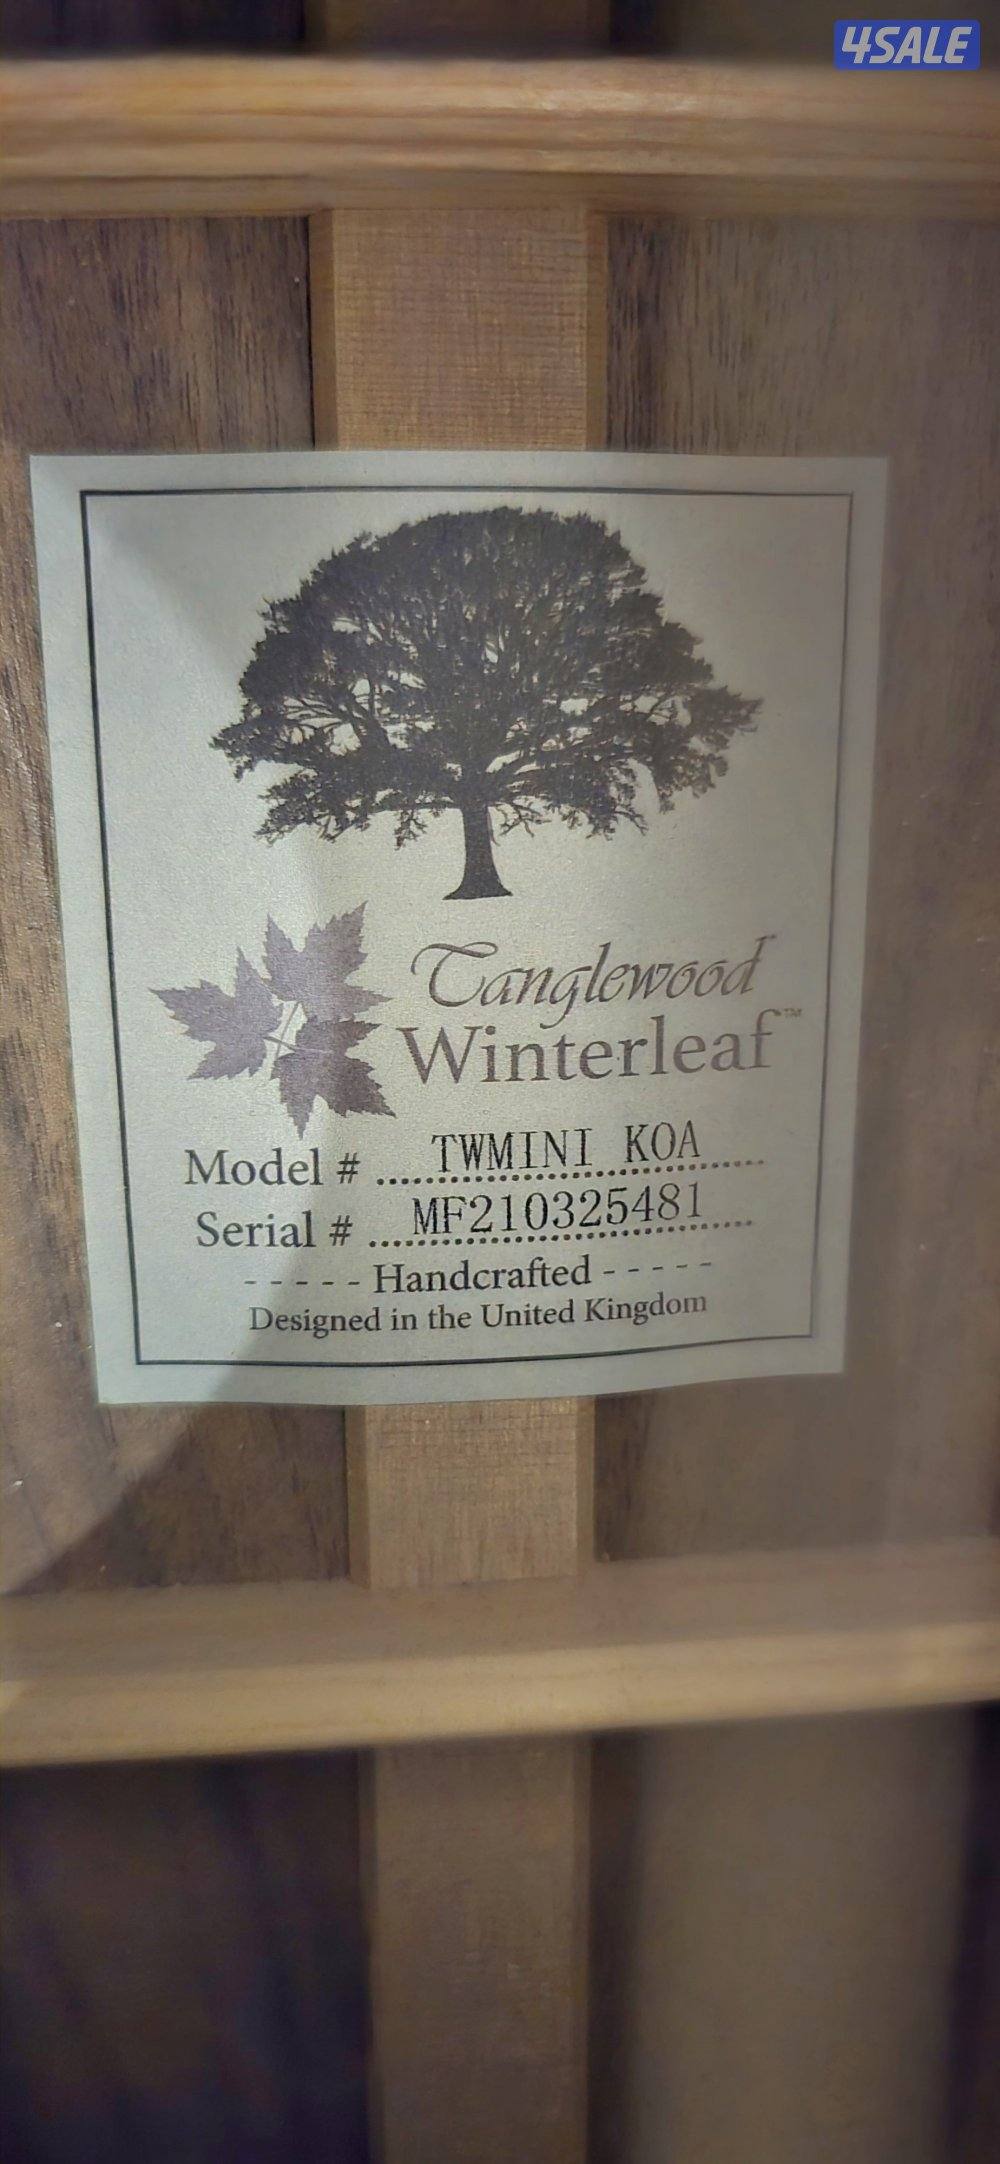 4SALE
Tanglewood
Winterleaf™
Model # TWMINI KOA
Serial # MF210325481
- - - - - Handcrafted - - - - -
Designed in the United Kingdom